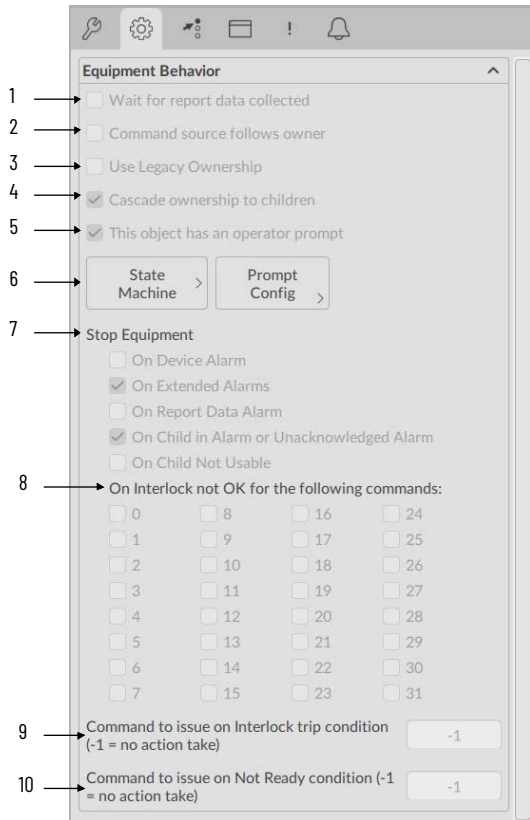 !
Equipment Behavior
1
Wait for report data collected
2
Command source follows owner
3
Use Legacy Ownership
4
Cascade ownership to children
5
This object has an operator prompt
6
State
Machine
Prompt
Config
7
Stop Equipment
On Device Alarm
On Extended Alarms
On Report Data Alarm
On Child in Alarm or Unacknowledged Alarm
On Child Not Usable
8
On Interlock not OK for the following commands:
0 8 16 24
1 9 17 25
2 10 18 26
3 11 19 27
4 12 20 28
5 13 21 29
6 14 22 30
7 15 23 31
9
Command to issue on Interlock trip condition
(-1 = no action take)
-1
10
Command to issue on Not Ready condition (-1
= no action take)
-1